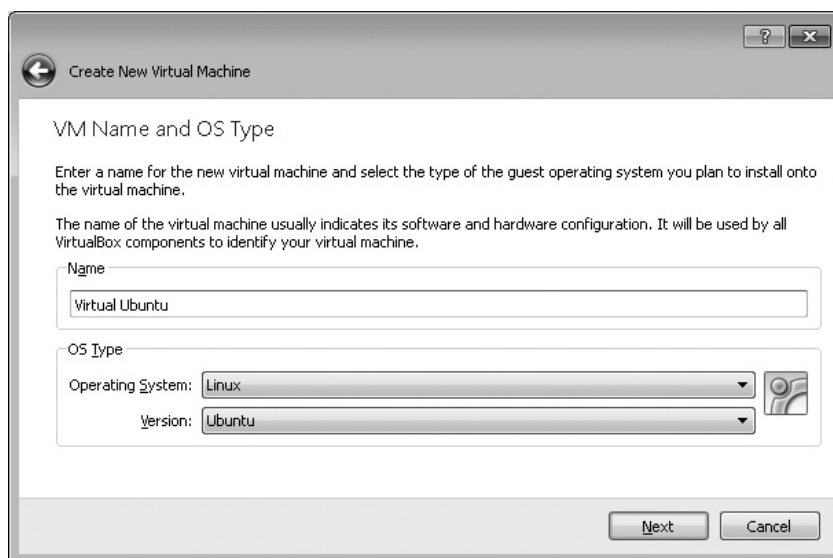 Create New Virtual Machine
VM Name and OS Type
Enter a name for the new virtual machine and select the type of the guest operating system you plan to install onto
the virtual machine.
The name of the virtual machine usually indicates its software and hardware configuration. It will be used by all
VirtualBox components to identify your virtual machine.
Name
Virtual Ubuntu
OS Type
Operating System: Linux
Version: Ubuntu
Next Cancel